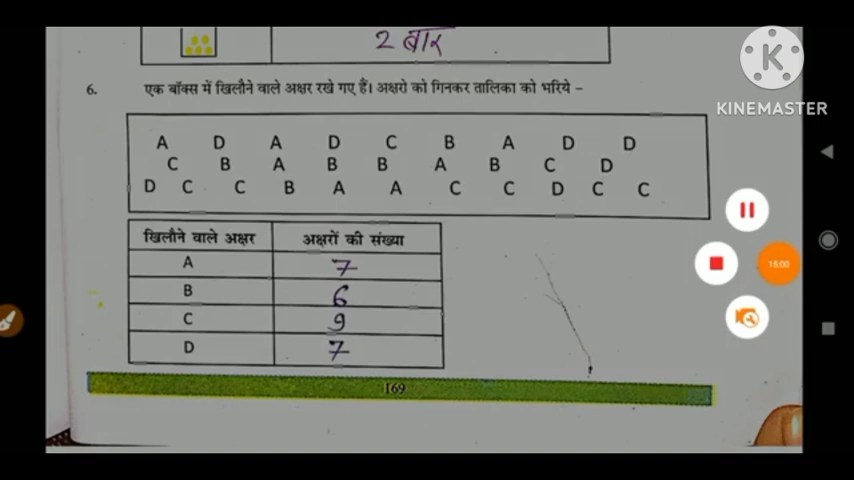 2 बार
6. एक बॉक्स में खिलौने वाले अक्षर रखे गए हैं। अक्षरो को गिनकर तालिका को भरिये –
KINEMASTER
A D A D C B A D D
C B A B B A B C D
D C C B A A C C D C C
खिलौने वाले अक्षर अक्षरों की संख्या
A 7
B 6
C 9
D 7
15:00
169